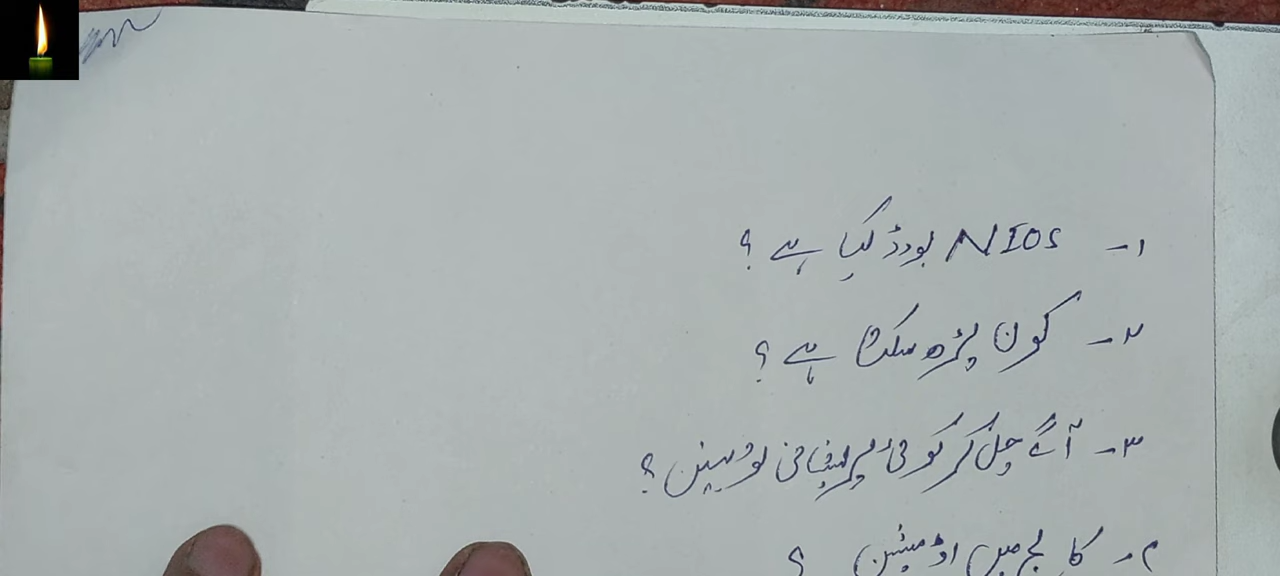 ۱- NIOS بورڈ کیا ہے ؟
۲- کون پڑھ سکتا ہے ؟
۳- آگے چل کر کوئی پریشانی تو نہیں ؟
۴- کالج میں اڈمیشن ؟